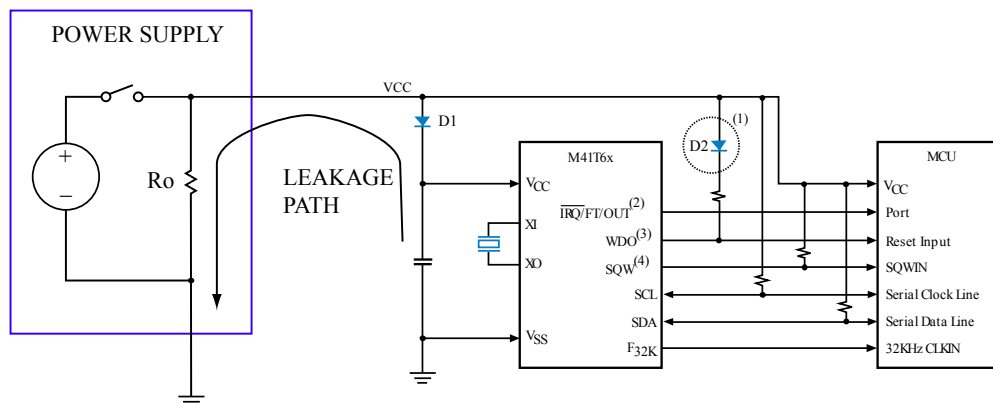 POWER SUPPLY
VCC
D1
(1)
D2
M41T6x
MCU
+
−
Ro
LEAKAGE
PATH
VCC
VCC
IRQ/FT/OUT(2)
Port
XI
WDO(3)
Reset Input
XO
SQW(4)
SQWIN
SCL
Serial Clock Line
SDA
Serial Data Line
VSS
F32K
32KHz CLKIN